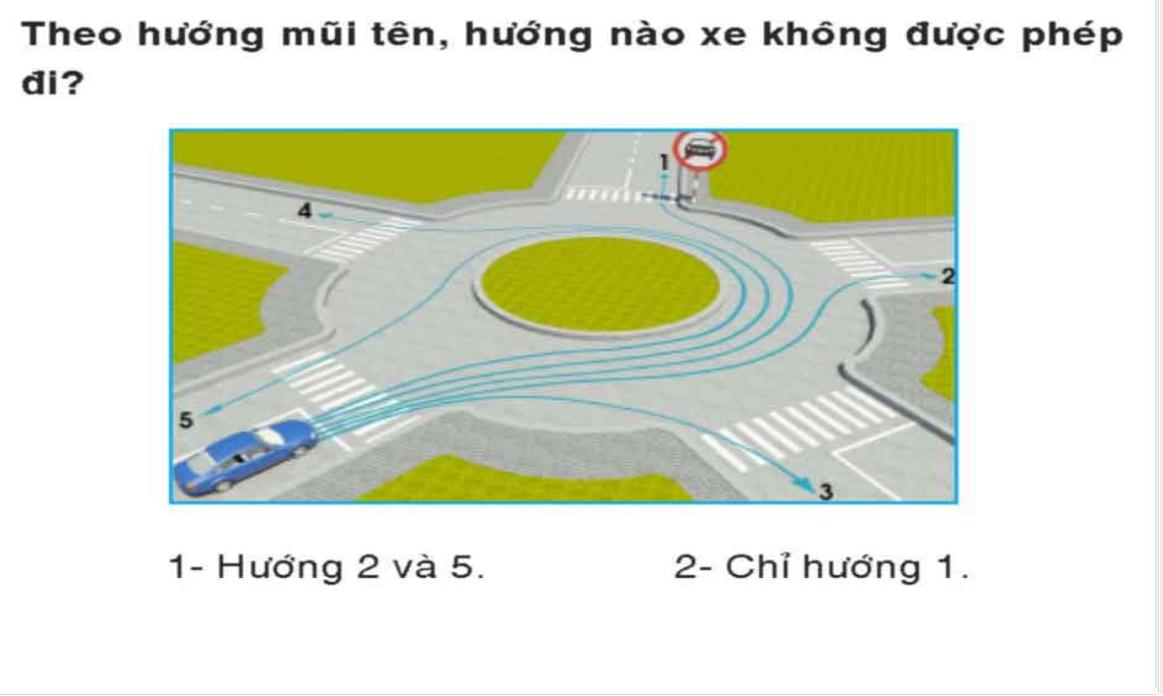 Theo hướng mũi tên, hướng nào xe không được phép
đi?
1
4
2
5
3
1- Hướng 2 và 5.
2- Chỉ hướng 1.